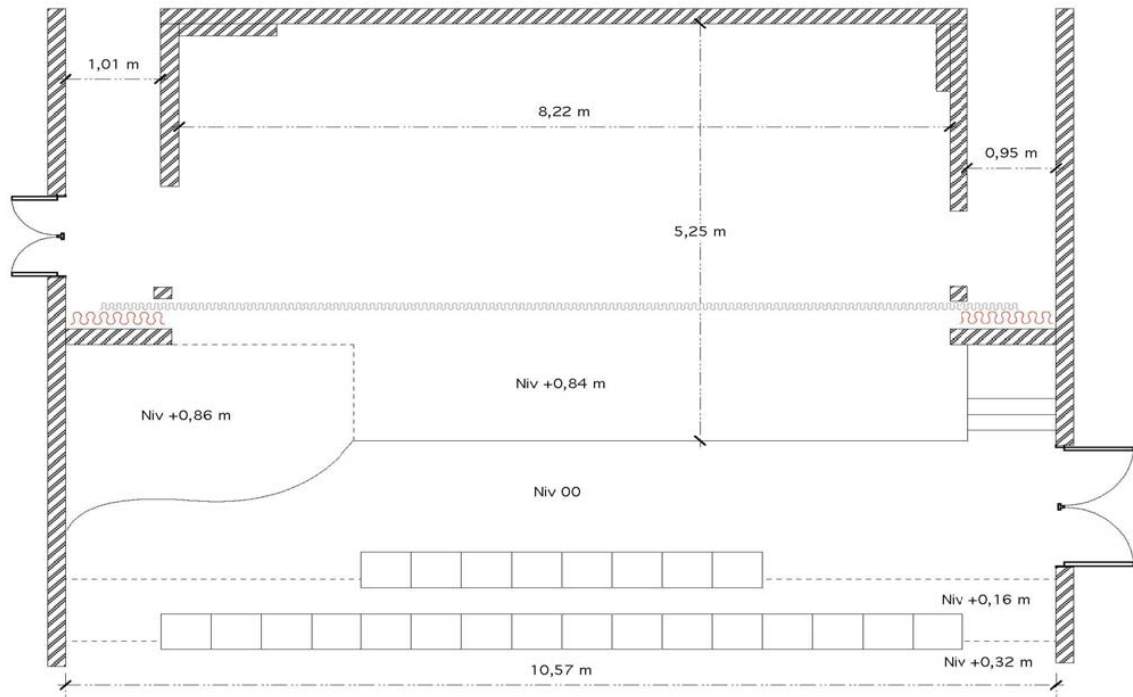 1,01 m
8,22 m
0,95 m
5,25 m
Niv +0,84 m
Niv +0,86 m
Niv 00
Niv +0,16 m
Niv +0,32 m
10,57 m